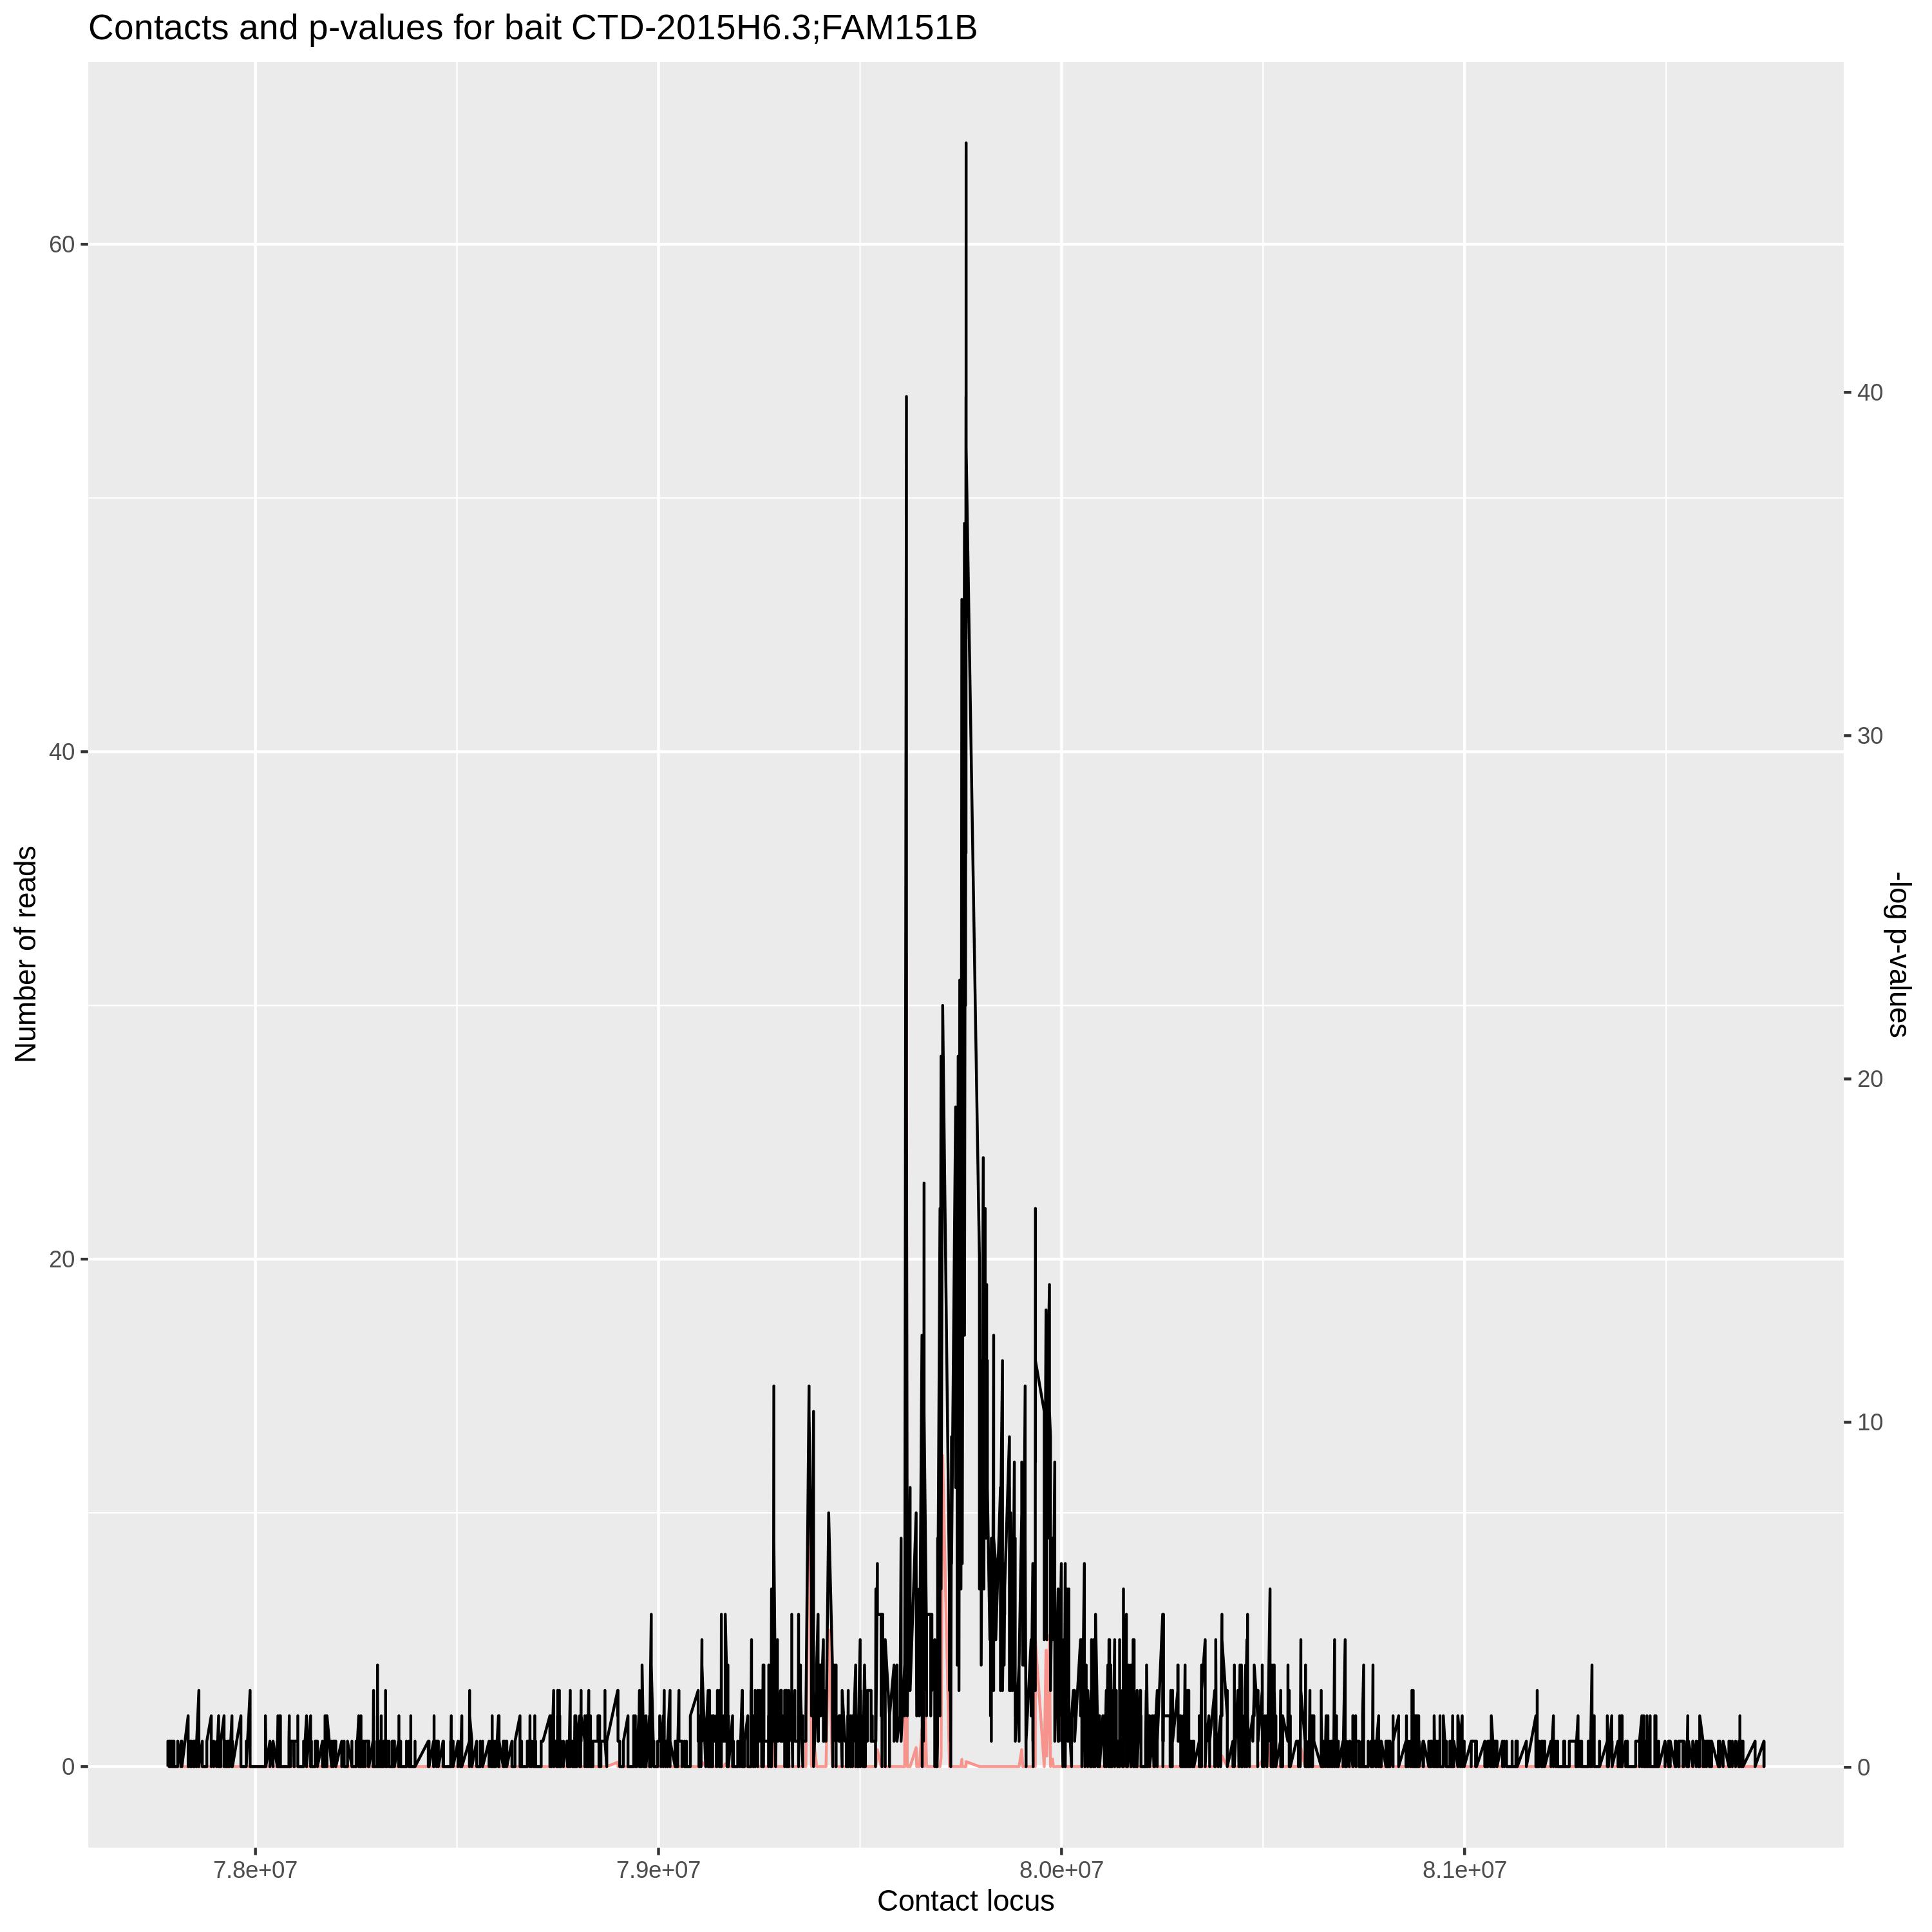 Contacts and p-values for bait CTD-2015H6.3;FAM151B
60
40
20
0
Number of reads
40
30
20
10
0
-log p-values
7.8e+07 7.9e+07 8.0e+07 8.1e+07
Contact locus